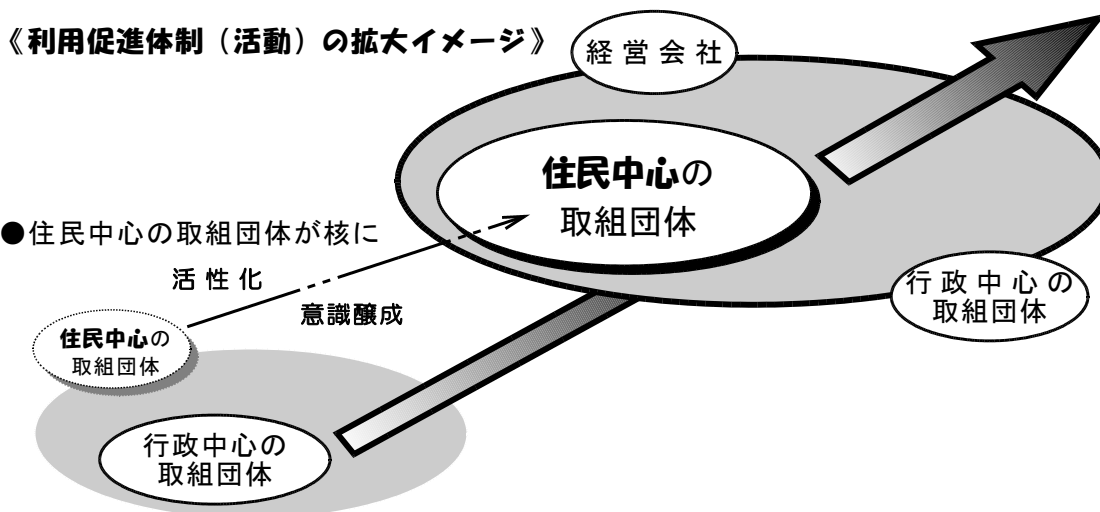 《利用促進体制（活動）の拡大イメージ》
経営会社
住民中心の
取組団体
●住民中心の取組団体が核に
活性化
意識醸成
行政中心の
取組団体
住民中心の
取組団体
行政中心の
取組団体